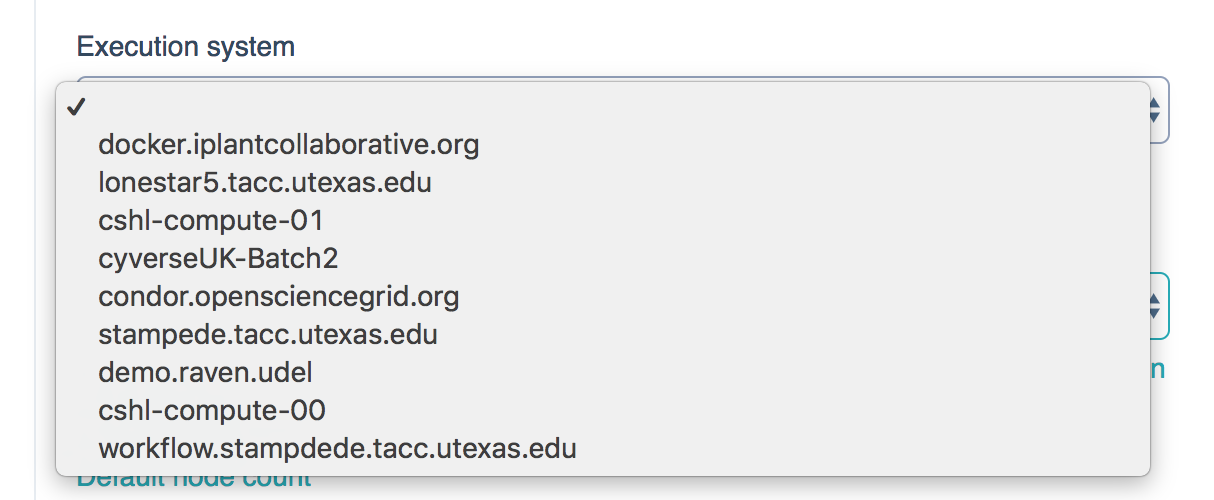 Execution system
✓
docker.iplantcollaborative.org
lonestar5.tacc.utexas.edu
cshl-compute-01
cyverseUK-Batch2
condor.opensciencegrid.org
stampede.tacc.utexas.edu
demo.raven.udel
cshl-compute-00
workflow.stampdede.tacc.utexas.edu
Default node count